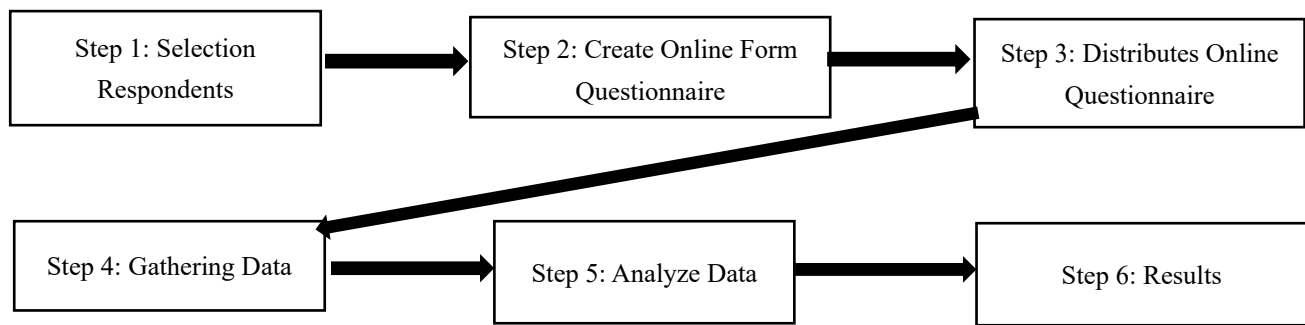 Step 1: Selection
Respondents
Step 2: Create Online Form
Questionnaire
Step 3: Distributes Online
Questionnaire
Step 4: Gathering Data
Step 5: Analyze Data
Step 6: Results